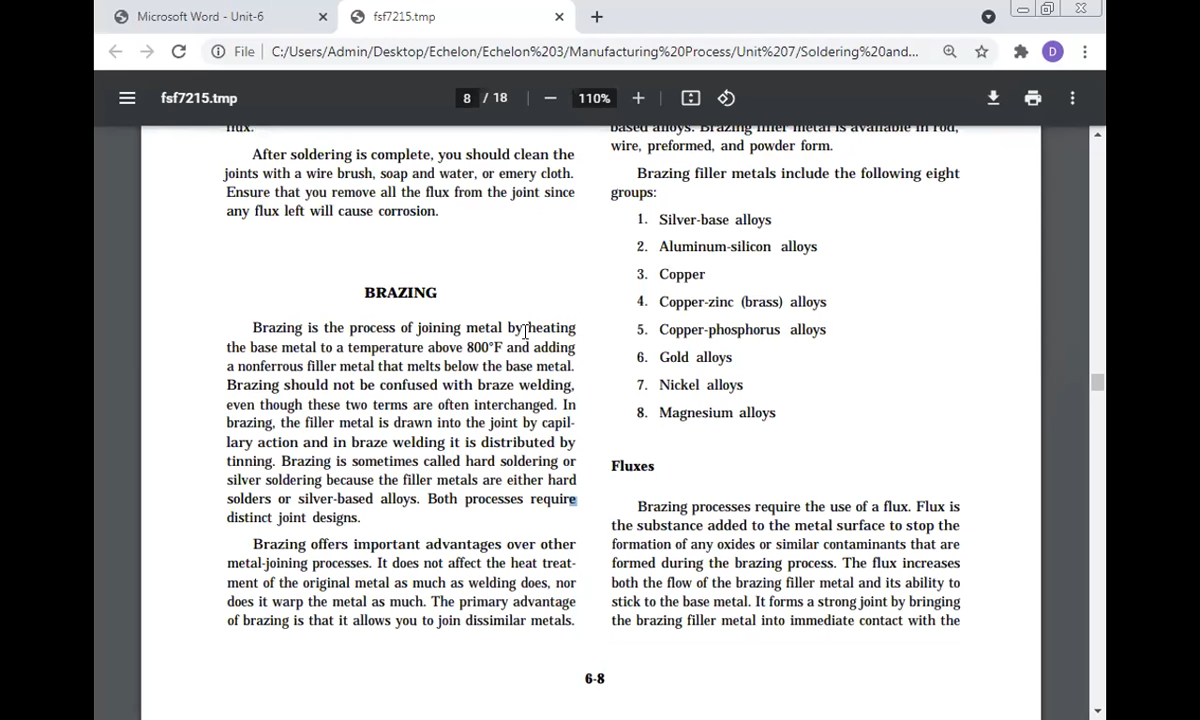 Microsoft Word - Unit-6
fsf7215.tmp
File
C:/Users/Admin/Desktop/Echelon/Echelon%203/Manufacturing%20Process/Unit%207/Soldering%20and...
D
fsf7215.tmp
8 / 18
110%
flux.
After soldering is complete, you should clean the
joints with a wire brush, soap and water, or emery cloth.
Ensure that you remove all the flux from the joint since
any flux left will cause corrosion.
BRAZING
Brazing is the process of joining metal by heating
the base metal to a temperature above 800°F and adding
a nonferrous filler metal that melts below the base metal.
Brazing should not be confused with braze welding,
even though these two terms are often interchanged. In
brazing, the filler metal is drawn into the joint by capil-
lary action and in braze welding it is distributed by
tinning. Brazing is sometimes called hard soldering or
silver soldering because the filler metals are either hard
solders or silver-based alloys. Both processes require
distinct joint designs.
Brazing offers important advantages over other
metal-joining processes. It does not affect the heat treat-
ment of the original metal as much as welding does, nor
does it warp the metal as much. The primary advantage
of brazing is that it allows you to join dissimilar metals.
based alloys. Brazing filler metal is available in rod,
wire, preformed, and powder form.
Brazing filler metals include the following eight
groups:
1. Silver-base alloys
2. Aluminum-silicon alloys
3. Copper
4. Copper-zinc (brass) alloys
5. Copper-phosphorus alloys
6. Gold alloys
7. Nickel alloys
8. Magnesium alloys
Fluxes
Brazing processes require the use of a flux. Flux is
the substance added to the metal surface to stop the
formation of any oxides or similar contaminants that are
formed during the brazing process. The flux increases
both the flow of the brazing filler metal and its ability to
stick to the base metal. It forms a strong joint by bringing
the brazing filler metal into immediate contact with the
6-8